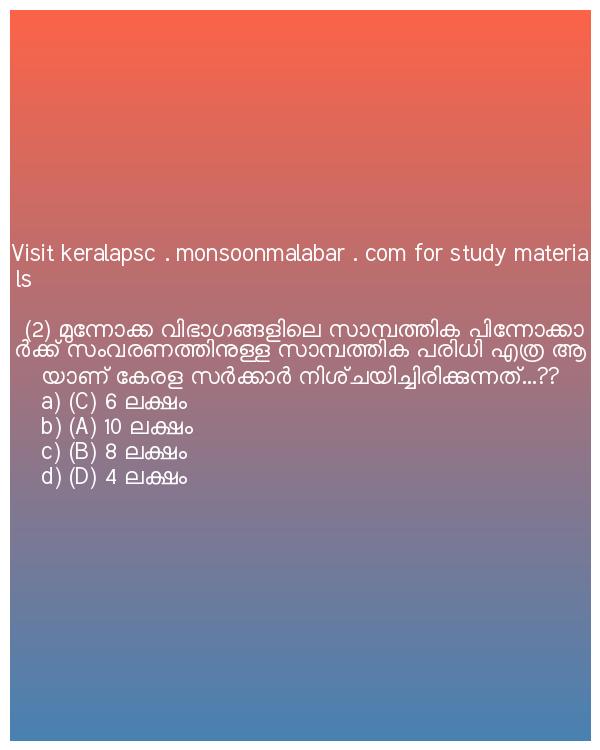 Visit keralapsc . monsoonmalabar . com for study materia
ls
(2) മുന്നോക്ക വിഭാഗങ്ങളിലെ സാമ്പത്തിക പിന്നോക്കാ
ർക്ക് സംവരണത്തിനുള്ള സാമ്പത്തിക പരിധി എത്ര ആ
യാണ് കേരള സർക്കാർ നിശ്ചയിച്ചിരിക്കുന്നത്...??
a) (C) 6 ലക്ഷം
b) (A) 10 ലക്ഷം
c) (B) 8 ലക്ഷം
d) (D) 4 ലക്ഷം